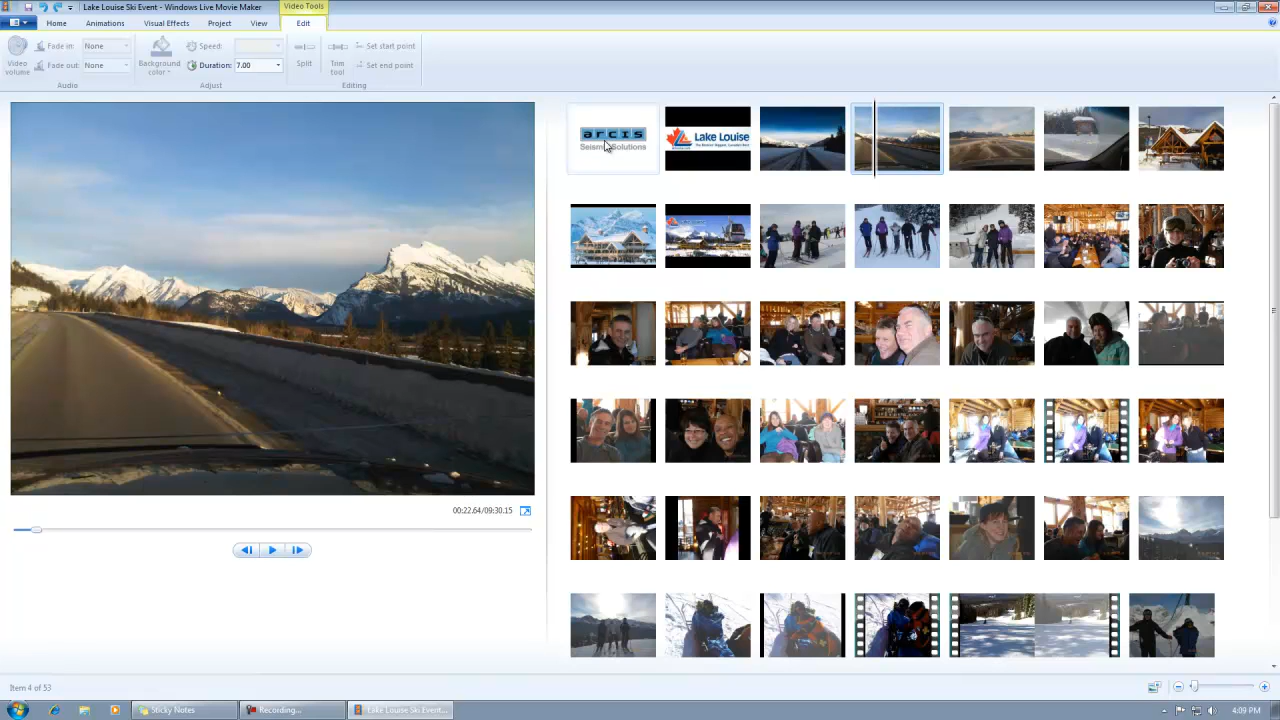 Lake Louise Ski Event - Windows Live Movie Maker
Video Tools
Home
Animations
Visual Effects
Project
View
Edit
Video volume
Fade in: None
Fade out: None
Audio
Background color
Speed:
Duration: 7.00
Adjust
Split
Trim tool
Set start point
Set end point
Editing
arcis
Seismic Solutions
Lake Louise
00:22.64/09:30.15
Item 4 of 53
Sticky Notes
Recording...
Lake Louise Ski Event...
4:09 PM